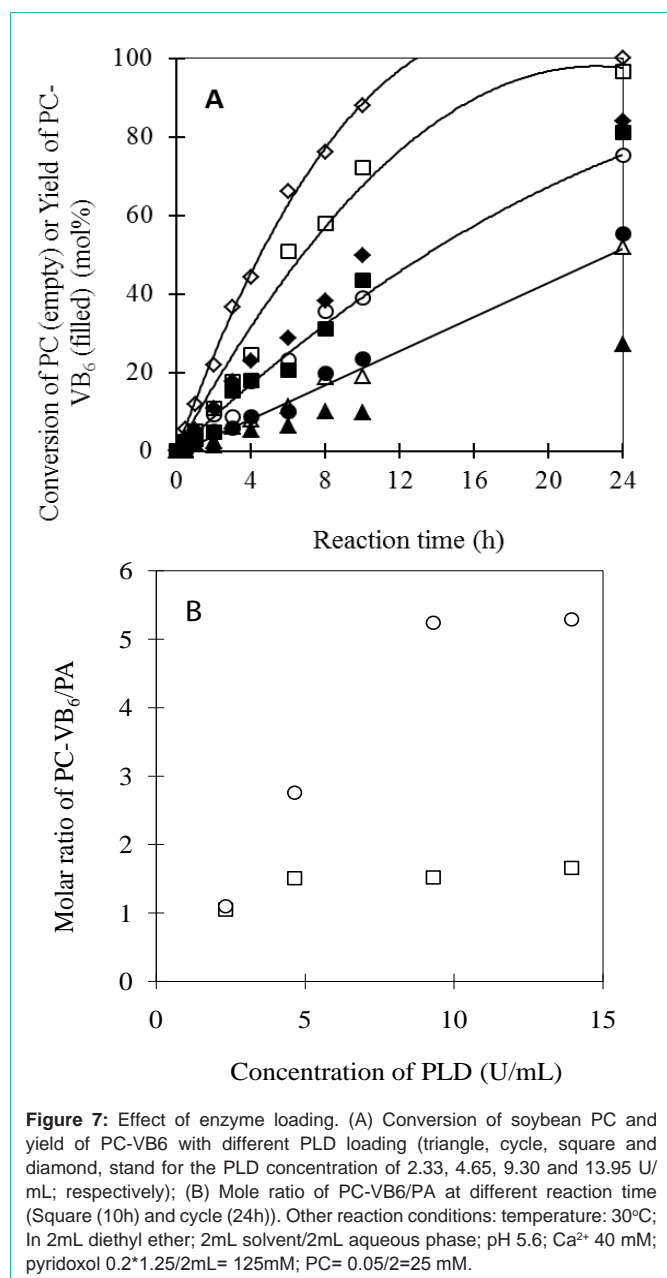 100
80
60
40
20
0
A
Conversion of PC (empty) or Yield of PC-
VB₆ (filled) (mol%)
0 4 8 12 16 20 24
Reaction time (h)
6
5
4
3
2
1
0
B
Molar ratio of PC-VB₆/PA
0 5 10 15
Concentration of PLD (U/mL)
Figure 7: Effect of enzyme loading. (A) Conversion of soybean PC and
yield of PC-VB6 with different PLD loading (triangle, cycle, square and
diamond, stand for the PLD concentration of 2.33, 4.65, 9.30 and 13.95 U/
mL; respectively); (B) Mole ratio of PC-VB6/PA at different reaction time
(Square (10h) and cycle (24h)). Other reaction conditions: temperature: 30°C;
In 2mL diethyl ether; 2mL solvent/2mL aqueous phase; pH 5.6; Ca²⁺ 40 mM;
pyridoxol 0.2*1.25/2mL= 125mM; PC= 0.05/2=25 mM.